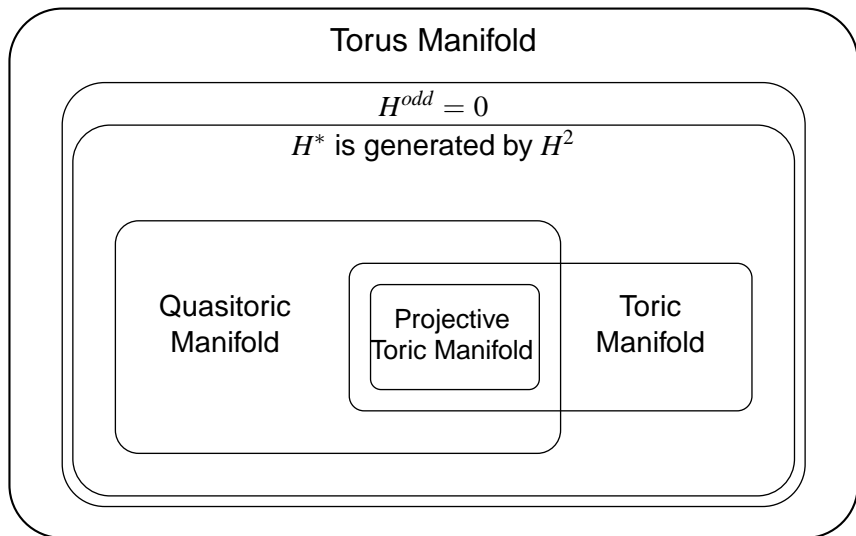 Torus Manifold
H^{odd} = 0
H^* is generated by H^2
Quasitoric
Manifold
Projective
Toric Manifold
Toric
Manifold